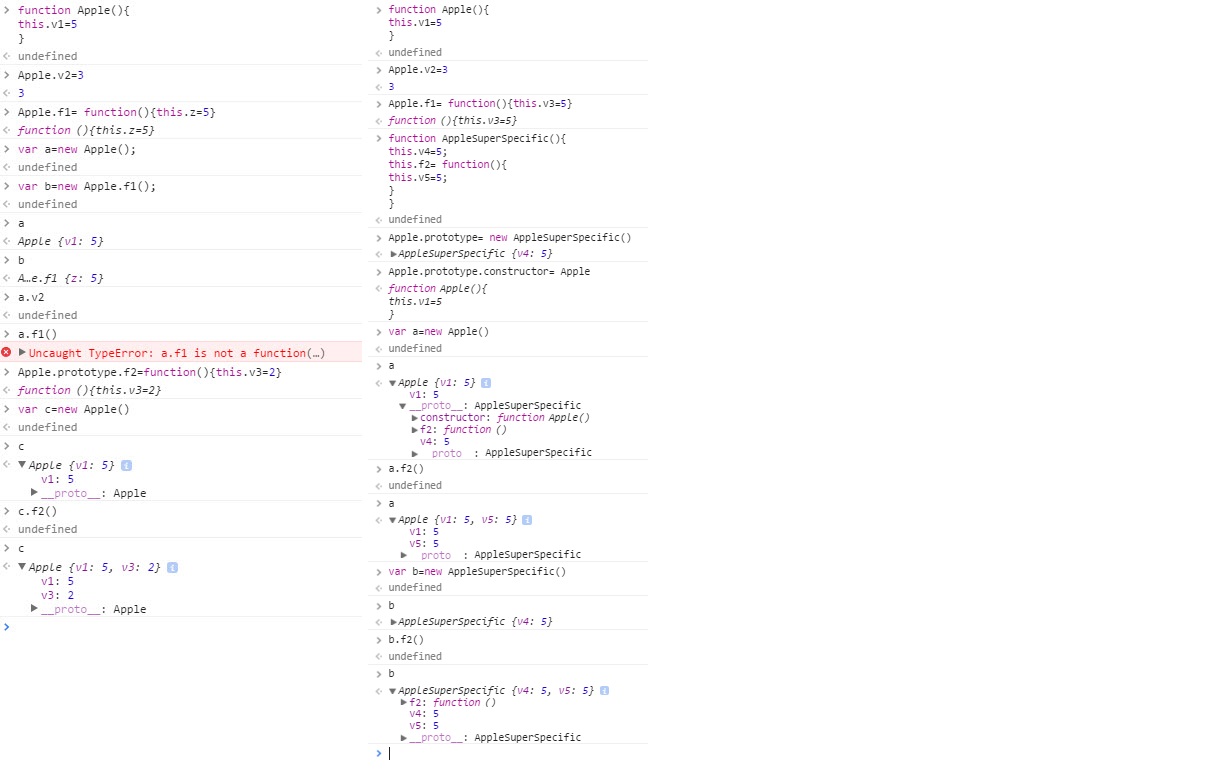 function Apple(){
this.v1=5
}
undefined
Apple.v2=3
3
Apple.f1= function(){this.z=5}
function (){this.z=5}
var a=new Apple();
undefined
var b=new Apple.f1();
undefined
a
Apple {v1: 5}
b
A…e.f1 {z: 5}
a.v2
undefined
a.f1()
Uncaught TypeError: a.f1 is not a function(…)
Apple.prototype.f2=function(){this.v3=2}
function (){this.v3=2}
var c=new Apple()
undefined
c
Apple {v1: 5}
v1: 5
__proto__: Apple
c.f2()
undefined
c
Apple {v1: 5, v3: 2}
v1: 5
v3: 2
__proto__: Apple
function Apple(){
this.v1=5
}
undefined
Apple.v2=3
3
Apple.f1= function(){this.v3=5}
function (){this.v3=5}
function AppleSuperSpecific(){
this.v4=5;
this.f2= function(){
this.v5=5;
}
}
undefined
Apple.prototype= new AppleSuperSpecific()
AppleSuperSpecific {v4: 5}
Apple.prototype.constructor= Apple
function Apple(){
this.v1=5
}
var a=new Apple()
undefined
a
Apple {v1: 5}
v1: 5
__proto__: AppleSuperSpecific
constructor: function Apple()
f2: function ()
v4: 5
__proto__: AppleSuperSpecific
a.f2()
undefined
a
Apple {v1: 5, v5: 5}
v1: 5
v5: 5
__proto__: AppleSuperSpecific
var b=new AppleSuperSpecific()
undefined
b
AppleSuperSpecific {v4: 5}
b.f2()
undefined
b
AppleSuperSpecific {v4: 5, v5: 5}
f2: function ()
v4: 5
v5: 5
__proto__: AppleSuperSpecific